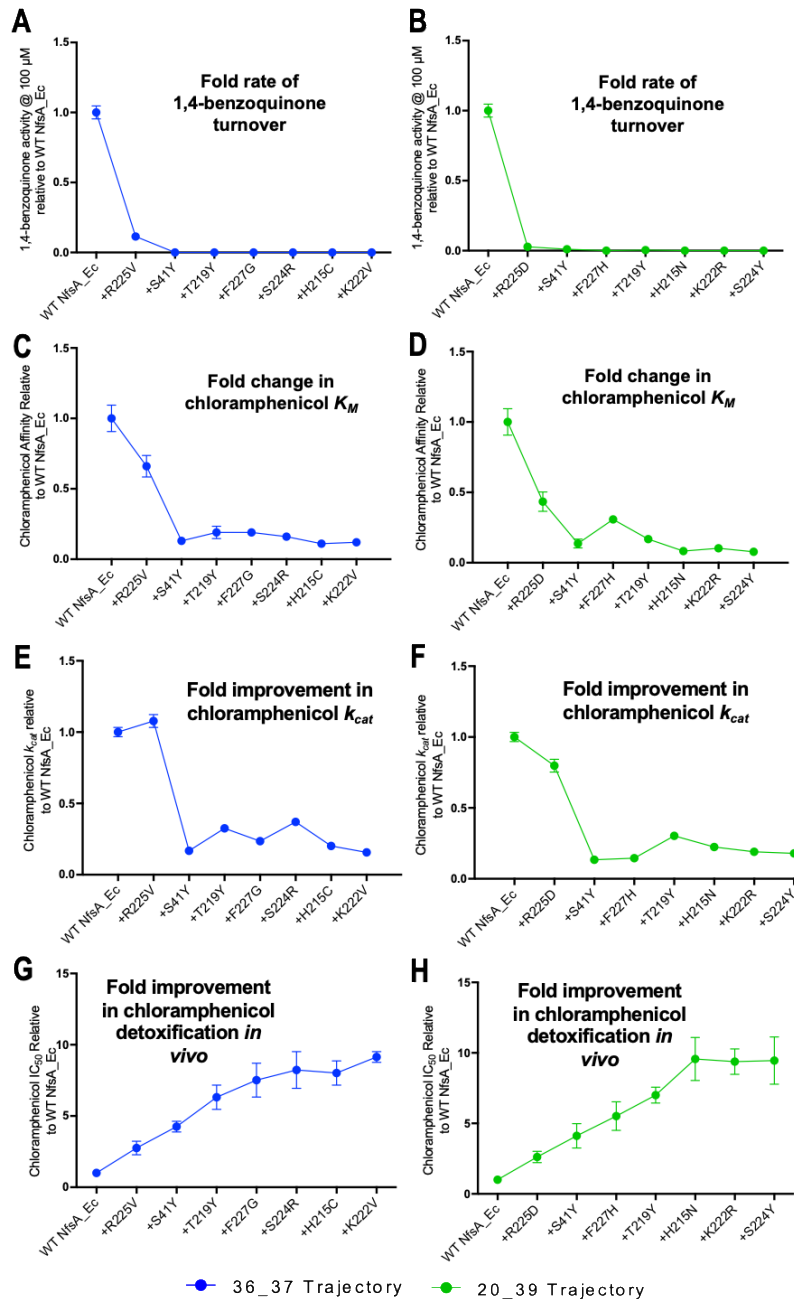 A
1,4-benzoquinone activity @ 100 µM
relative to WT NfsA_Ec
Fold rate of
1,4-benzoquinone
turnover
1.5
1.0
0.5
0.0
WT NfsA_Ec
+R225V
+S41Y
+T219Y
+F227G
+S224R
+H215C
+K222V
B
1,4-benzoquinone activity @ 100 µM
relative to WT NfsA_Ec
Fold rate of
1,4-benzoquinone
turnover
1.5
1.0
0.5
0.0
WT NfsA_Ec
+R225D
+S41Y
+F227H
+T219Y
+H215N
+K222R
+S224Y
C
Chloramphenicol Affinity Relative
to WT NfsA_Ec
Fold change in
chloramphenicol KM
1.5
1.0
0.5
0.0
WT NfsA_Ec
+R225V
+S41Y
+T219Y
+F227G
+S224R
+H215C
+K222V
D
Chloramphenicol Affinity Relative
to WT NfsA_Ec
Fold change in
chloramphenicol KM
1.5
1.0
0.5
0.0
WT NfsA_Ec
+R225D
+S41Y
+F227H
+T219Y
+H215N
+K222R
+S224Y
E
Chloramphenicol kcat relative
to WT NfsA_Ec
Fold improvement in
chloramphenicol kcat
1.5
1.0
0.5
0.0
WT NfsA_Ec
+R225V
+S41Y
+T219Y
+F227G
+S224R
+H215C
+K222V
F
Chloramphenicol kcat relative
to WT NfsA_Ec
Fold improvement in
chloramphenicol kcat
1.5
1.0
0.5
0.0
WT NfsA_Ec
+R225D
+S41Y
+F227H
+T219Y
+H215N
+K222R
+S224Y
G
Chloramphenicol IC50 Relative
to WT NfsA_Ec
Fold improvement
in chloramphenicol
detoxification in
vivo
15
10
5
0
WT NfsA_Ec
+R225V
+S41Y
+T219Y
+F227G
+S224R
+H215C
+K222V
H
Chloramphenicol IC50 Relative
to WT NfsA_Ec
Fold improvement
in chloramphenicol
detoxification in
vivo
15
10
5
0
WT NfsA_Ec
+R225D
+S41Y
+F227H
+T219Y
+H215N
+K222R
+S224Y
36_37 Trajectory
20_39 Trajectory